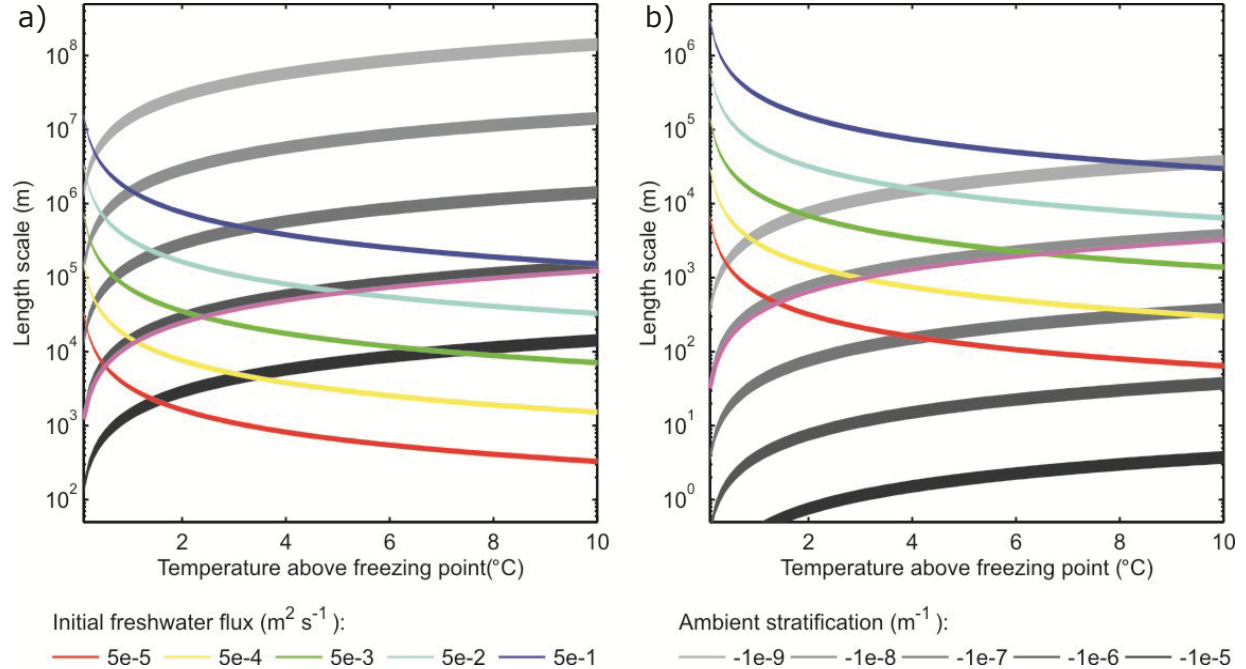 a)
b)
10^8
10^7
10^6
10^5
10^4
10^3
10^2
Length scale (m)
2 4 6 8 10
Temperature above freezing point(°C)
10^6
10^5
10^4
10^3
10^2
10^1
10^0
Length scale (m)
2 4 6 8 10
Temperature above freezing point (°C)
Initial freshwater flux (m^2 s^-1 ):
5e-5 5e-4 5e-3 5e-2 5e-1
Ambient stratification (m^-1 ):
-1e-9 -1e-8 -1e-7 -1e-6 -1e-5